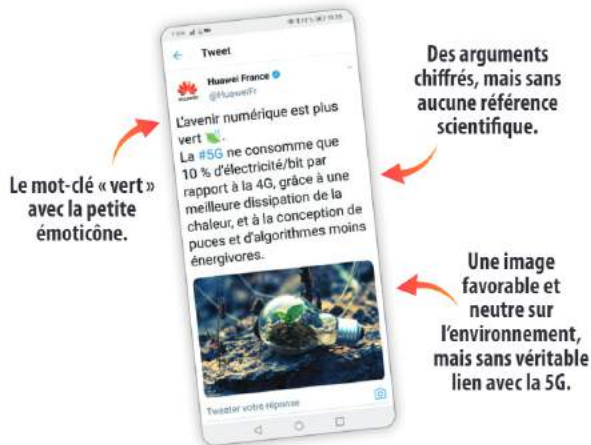 Tweet
Huawei France
@HuaweiFr
L'avenir numérique est plus
vert 🍃.
La #5G ne consomme que
10 % d'électricité/bit par
rapport à la 4G, grâce à une
meilleure dissipation de la
chaleur, et à la conception de
puces et d'algorithmes moins
énergivores.
Tweeter votre réponse
Le mot-clé « vert »
avec la petite
émoticône.
Des arguments
chiffrés, mais sans
aucune référence
scientifique.
Une image
favorable et
neutre sur
l'environnement,
mais sans véritable
lien avec la 5G.